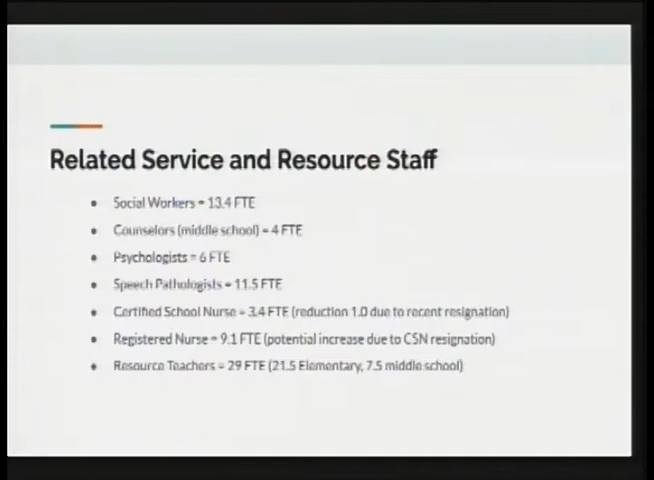 Related Service and Resource Staff
• Social Workers = 13.4 FTE
• Counselors (middle school) = 4 FTE
• Psychologists = 6 FTE
• Speech Pathologists = 11.5 FTE
• Certified School Nurse = 3.4 FTE (reduction 1.0 due to recent resignation)
• Registered Nurse = 9.1 FTE (potential increase due to CSN resignation)
• Resource Teachers = 29 FTE (21.5 Elementary, 7.5 middle school)